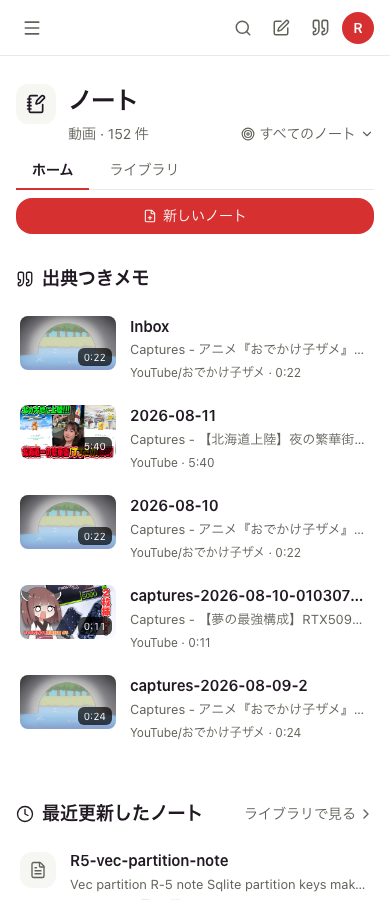 R
ノート
動画 · 152 件
すべてのノート
ホーム
ライブラリ
新しいノート
出典つきメモ
0:22
Inbox
Captures - アニメ『おでかけ子ザメ』...
YouTube/おでかけ子ザメ · 0:22
5:40
2026-08-11
Captures - 【北海道上陸】夜の繁華街...
YouTube · 5:40
0:22
2026-08-10
Captures - アニメ『おでかけ子ザメ』...
YouTube/おでかけ子ザメ · 0:22
0:11
captures-2026-08-10-010307...
Captures - 【夢の最強構成】RTX509...
YouTube · 0:11
0:24
captures-2026-08-09-2
Captures - アニメ『おでかけ子ザメ』...
YouTube/おでかけ子ザメ · 0:24
最近更新したノート
ライブラリで見る
R5-vec-partition-note
Vec partition R-5 note Sqlite partition keys mak...